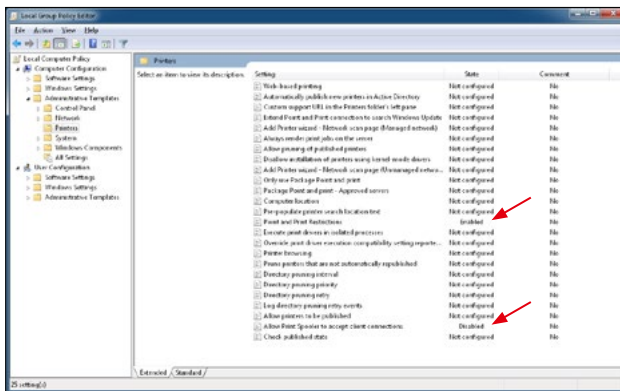 Local Group Policy Editor
File Action View Help
Local Computer Policy
Computer Configuration
Software Settings
Windows Settings
Administrative Templates
Control Panel
Network
Printers
System
Windows Components
All Settings
User Configuration
Software Settings
Windows Settings
Administrative Templates
Printers
Select an item to view its description.
Setting State Comment
Web-based printing Not configured No
Automatically publish new printers in Active Directory Not configured No
Custom support URL in the Printers folder's left pane Not configured No
Extend Point and Print connection to search Windows Update Not configured No
Add Printer wizard - Network scan page (Managed network) Not configured No
Always render print jobs on the server Not configured No
Allow pruning of published printers Not configured No
Disallow installation of printers using kernel-mode drivers Not configured No
Add Printer wizard - Network scan page (Unmanaged netwo... Not configured No
Only use Package Point and print Not configured No
Package Point and print - Approved servers Not configured No
Computer location Not configured No
Pre-populate printer search location text Not configured No
Point and Print Restrictions Enabled No
Execute print drivers in isolated processes Not configured No
Override print driver execution compatibility setting reporte... Not configured No
Printer browsing Not configured No
Prune printers that are not automatically republished Not configured No
Directory pruning interval Not configured No
Directory pruning priority Not configured No
Directory pruning retry Not configured No
Log directory pruning retry events Not configured No
Allow printers to be published Not configured No
Allow Print Spooler to accept client connections Disabled No
Check published state Not configured No
Extended Standard
25 setting(s)